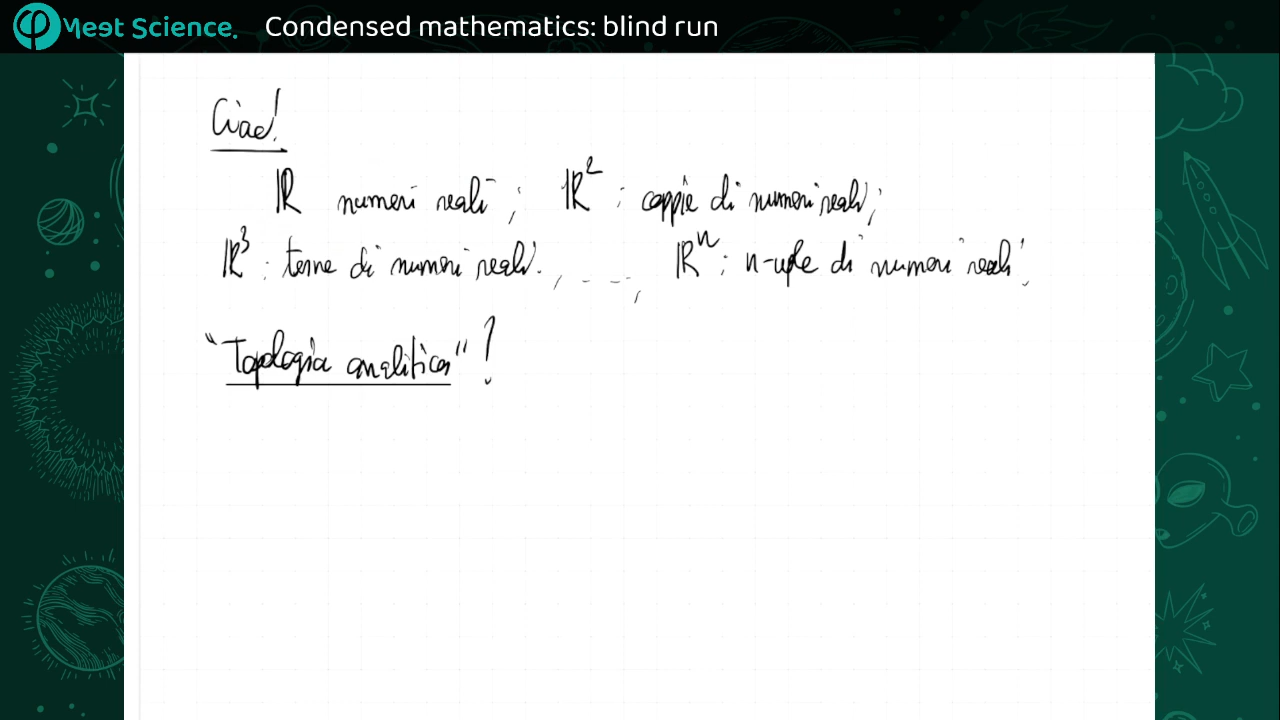 Meet Science. Condensed mathematics: blind run
Ciao!
ℝ numeri reali ; ℝ² : coppie di numeri reali ;
ℝ³ : terne di numeri reali. , ---, ℝⁿ : n-uple di numeri reali.
"Topologia analitica" ?